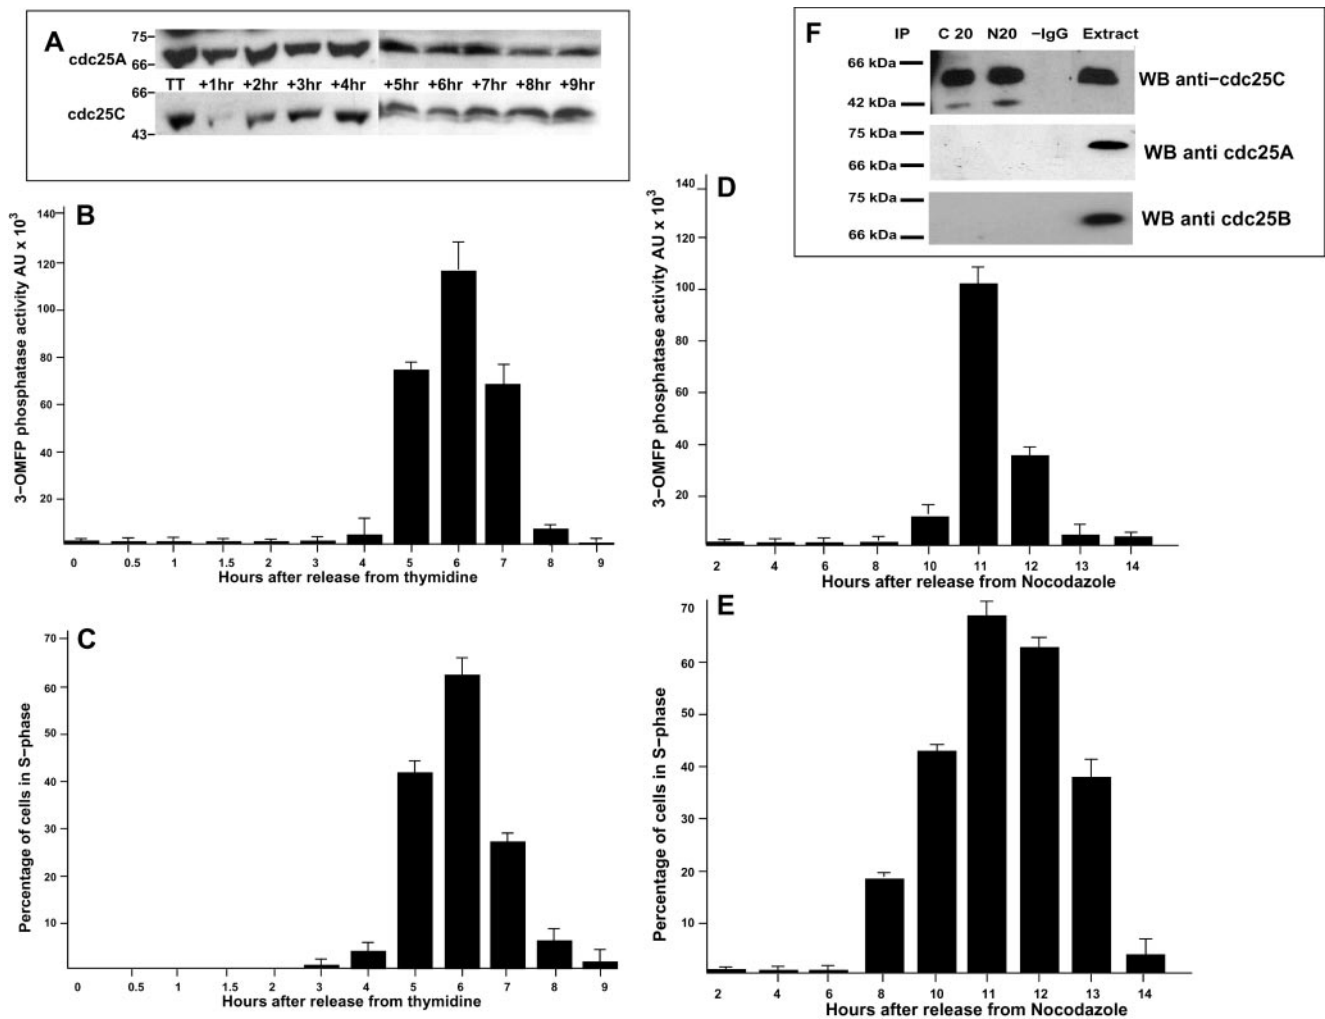 A
75–
cdc25A
66–
TT +1hr +2hr +3hr +4hr +5hr +6hr +7hr +8hr +9hr
66–
cdc25C
43–
F
IP C 20 N20 –IgG Extract
66 kDa
WB anti–cdc25C
42 kDa
75 kDa
WB anti cdc25A
66 kDa
75 kDa
WB anti cdc25B
66 kDa
B
3–OMFP phosphatase activity AU x 10³
140
120
100
80
60
40
20
0 0.5 1 1.5 2 3 4 5 6 7 8 9
Hours after release from thymidine
D
3–OMFP phosphatase activity AU x 10³
140
120
100
80
60
40
20
2 4 6 8 10 11 12 13 14
Hours after release from Nocodazole
C
Percentage of cells in S–phase
70
60
50
40
30
20
10
0 0.5 1 1.5 2 3 4 5 6 7 8 9
Hours after release from thymidine
E
Percentage of cells in S–phase
70
60
50
40
30
20
10
2 4 6 8 10 11 12 13 14
Hours after release from Nocodazole